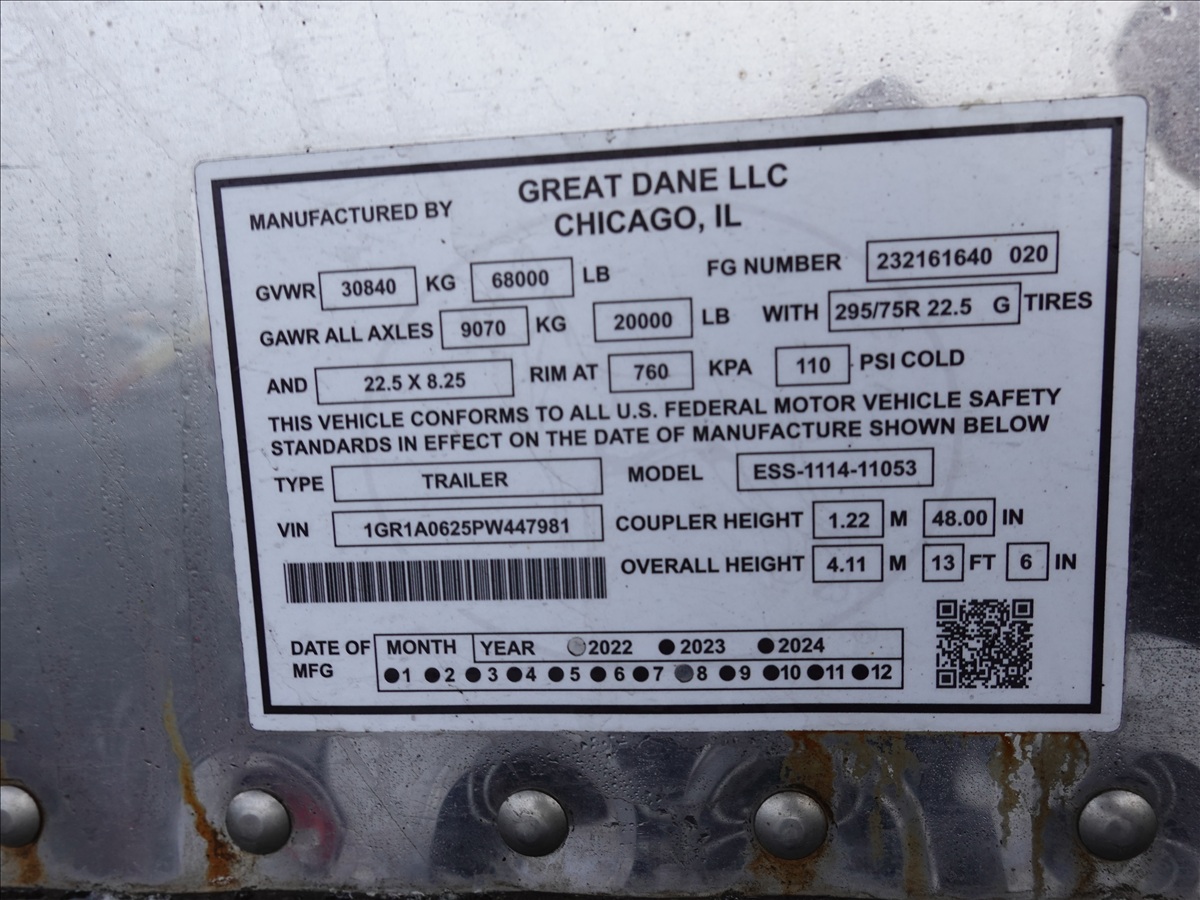 GREAT DANE LLC
MANUFACTURED BY CHICAGO, IL
GVWR 30840 KG 68000 LB FG NUMBER 232161640 020
GAWR ALL AXLES 9070 KG 20000 LB WITH 295/75R 22.5 G TIRES
AND 22.5 X 8.25 RIM AT 760 KPA 110 PSI COLD
THIS VEHICLE CONFORMS TO ALL U.S. FEDERAL MOTOR VEHICLE SAFETY
STANDARDS IN EFFECT ON THE DATE OF MANUFACTURE SHOWN BELOW
TYPE TRAILER MODEL ESS-1114-11053
VIN 1GR1A0625PW447981 COUPLER HEIGHT 1.22 M 48.00 IN
OVERALL HEIGHT 4.11 M 13 FT 6 IN
DATE OF MFG MONTH YEAR 2022 2023 2024
1 2 3 4 5 6 7 8 9 10 11 12